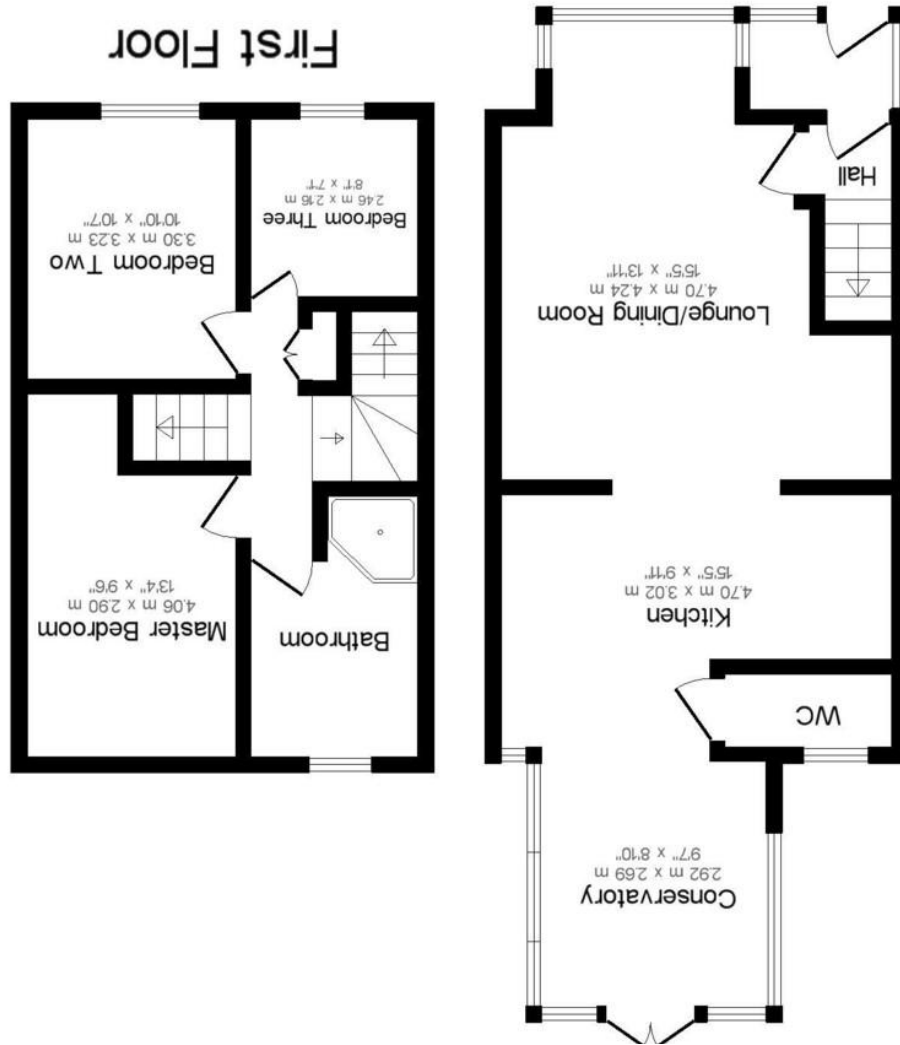 Conservatory
2.92 m x 2.69 m
9'7" x 8'10"
WC
Kitchen
4.70 m x 3.02 m
15'5" x 9'11"
Lounge/Dining Room
4.70 m x 4.24 m
15'5" x 13'11"
Hall
Bathroom
Master Bedroom
4.06 m x 2.90 m
13'4" x 9'6"
Bedroom Two
3.30 m x 3.23 m
10'10" x 10'7"
Bedroom Three
2.46 m x 2.16 m
8'1" x 7'1"
First Floor